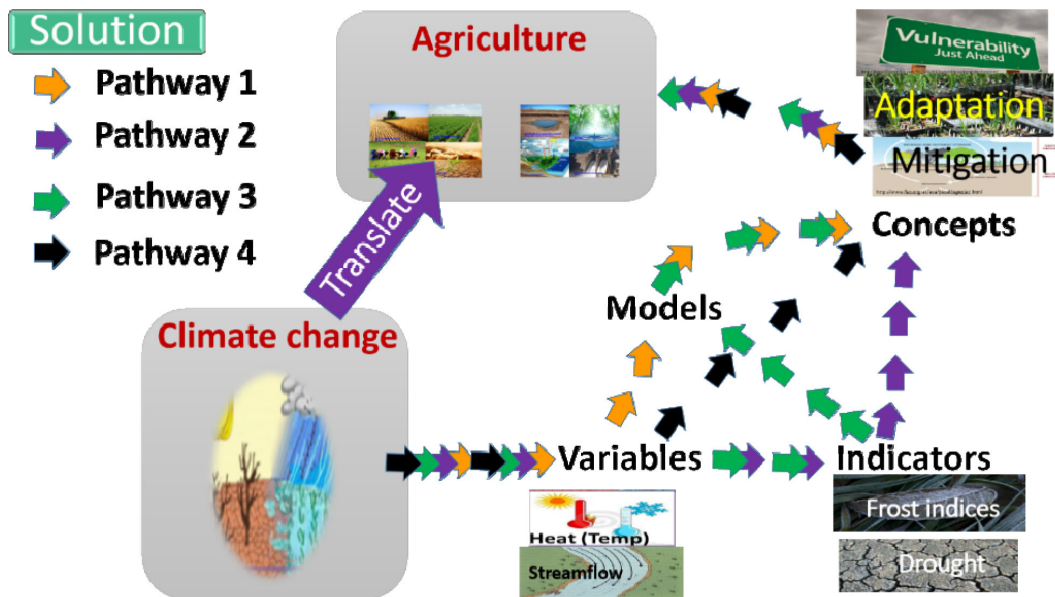 Solution
Pathway 1
Pathway 2
Pathway 3
Pathway 4
Agriculture
Translate
Climate change
Vulnerability
Just Ahead
Adaptation
Mitigation
Concepts
Models
Variables
Indicators
Heat (Temp)
Streamflow
Frost indices
Drought